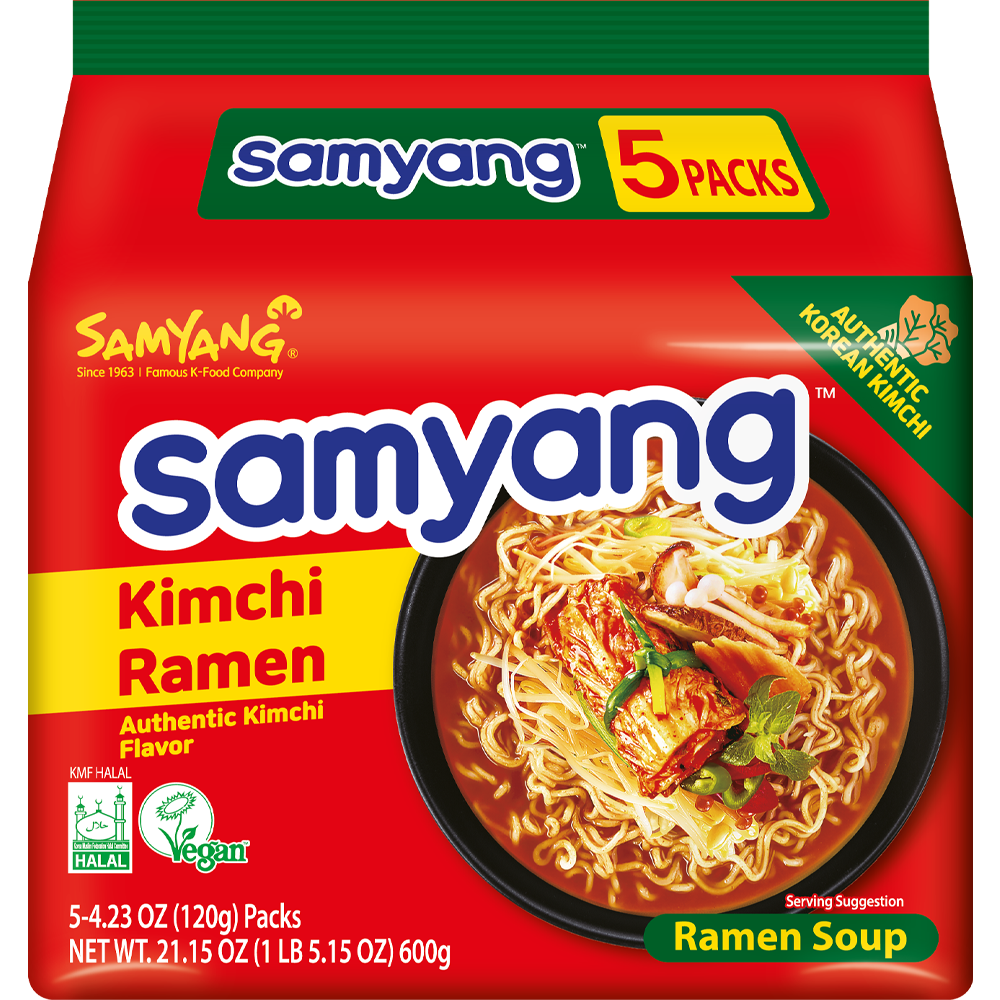 samyang™
5 PACKS
SAMYANG®
Since 1963 | Famous K-Food Company
AUTHENTIC
KOREAN KIMCHI
samyang™
Kimchi
Ramen
Authentic Kimchi
Flavor
KMF HALAL
حلال
HALAL
Vegan
5-4.23 OZ (120g) Packs
NET WT. 21.15 OZ (1 LB 5.15 OZ) 600g
Serving Suggestion
Ramen Soup